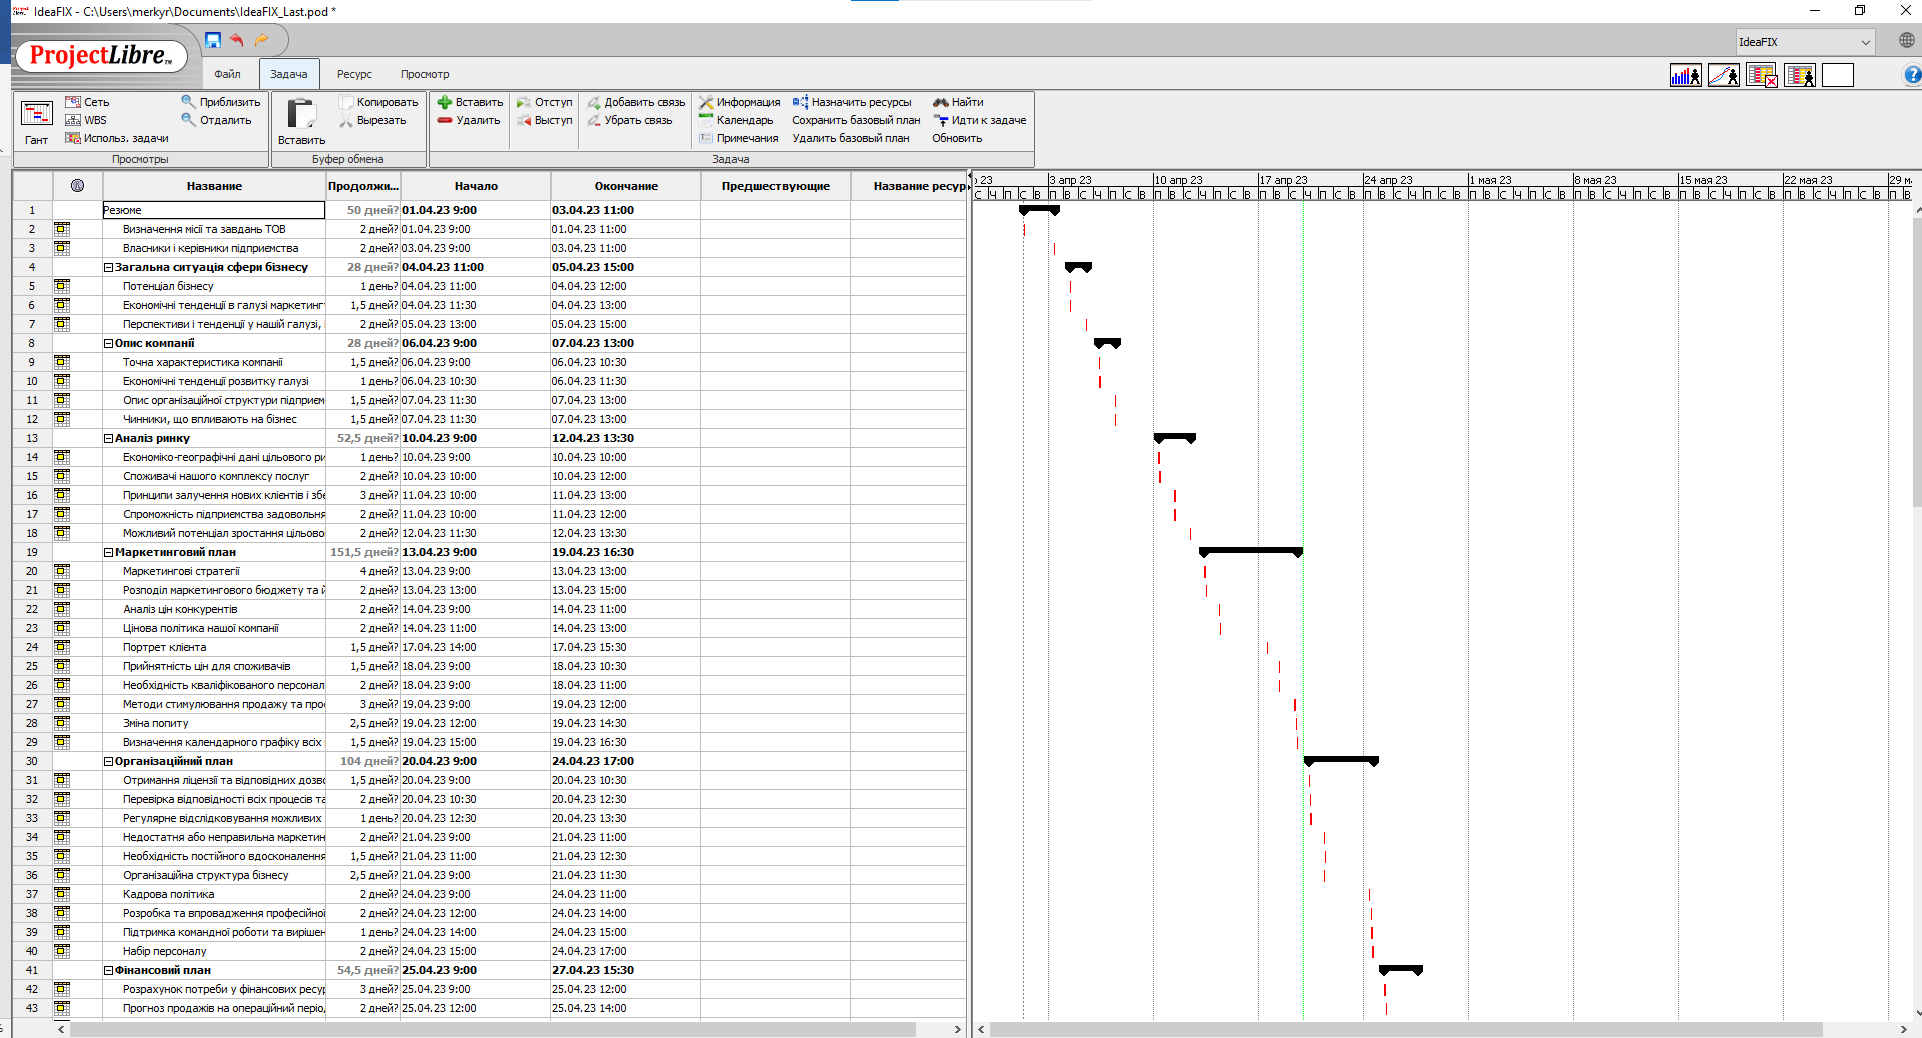 IdeaFIX - C:\Users\merkyr\Documents\IdeaFIX_Last.pod *
ProjectLibre™
IdeaFIX
Файл Задача Ресурс Просмотр
Гант
Сеть
WBS
Использ. задачи
Приблизить
Отдалить
Просмотры
Вставить
Копировать
Вырезать
Буфер обмена
Вставить
Удалить
Отступ
Выступ
Добавить связь
Убрать связь
Информация
Календарь
Примечания
Назначить ресурсы
Сохранить базовый план
Удалить базовый план
Найти
Идти к задаче
Обновить
Задача
Название Продолжи... Начало Окончание Предшествующие Название ресур
23 3 апр 23 10 апр 23 17 апр 23 24 апр 23 1 мая 23 8 мая 23 15 мая 23 22 мая 23 29 м
С Ч П С В П В С Ч П С В П В С Ч П С В П В С Ч П С В П В С Ч П С В П В С Ч П С В П В С Ч П С В П В С Ч П С В П В С Ч П С В П В
1 Резюме 50 дней? 01.04.23 9:00 03.04.23 11:00
2 Визначення місії та завдань ТОВ 2 дней? 01.04.23 9:00 01.04.23 11:00
3 Власники і керівники підприємства 2 дней? 03.04.23 9:00 03.04.23 11:00
4 Загальна ситуація сфери бізнесу 28 дней? 04.04.23 11:00 05.04.23 15:00
5 Потенціал бізнесу 1 день? 04.04.23 11:00 04.04.23 12:00
6 Економічні тенденції в галузі маркетинг 1,5 дней? 04.04.23 11:30 04.04.23 13:00
7 Перспективи і тенденції у нашій галузі, 2 дней? 05.04.23 13:00 05.04.23 15:00
8 Опис компанії 28 дней? 06.04.23 9:00 07.04.23 13:00
9 Точна характеристика компанії 1,5 дней? 06.04.23 9:00 06.04.23 10:30
10 Економічні тенденції розвитку галузі 1 день? 06.04.23 10:30 06.04.23 11:30
11 Опис організаційної структури підприєм 1,5 дней? 07.04.23 11:30 07.04.23 13:00
12 Чинники, що впливають на бізнес 1,5 дней? 07.04.23 11:30 07.04.23 13:00
13 Аналіз ринку 52,5 дней? 10.04.23 9:00 12.04.23 13:30
14 Економіко-географічні дані цільового ри 1 день? 10.04.23 9:00 10.04.23 10:00
15 Споживачі нашого комплексу послуг 2 дней? 10.04.23 10:00 10.04.23 12:00
16 Принципи залучення нових клієнтів і збе 3 дней? 11.04.23 10:00 11.04.23 13:00
17 Спроможність підприємства задовольня 2 дней? 11.04.23 10:00 11.04.23 12:00
18 Можливий потенціал зростання цільово 2 дней? 12.04.23 11:30 12.04.23 13:30
19 Маркетинговий план 151,5 дней? 13.04.23 9:00 19.04.23 16:30
20 Маркетингові стратегії 4 дней? 13.04.23 9:00 13.04.23 13:00
21 Розподіл маркетингового бюджету та й 2 дней? 13.04.23 13:00 13.04.23 15:00
22 Аналіз цін конкурентів 2 дней? 14.04.23 9:00 14.04.23 11:00
23 Цінова політика нашої компанії 2 дней? 14.04.23 11:00 14.04.23 13:00
24 Портрет клієнта 1,5 дней? 17.04.23 14:00 17.04.23 15:30
25 Прийнятність цін для споживачів 1,5 дней? 18.04.23 9:00 18.04.23 10:30
26 Необхідність кваліфікованого персонал 2 дней? 18.04.23 9:00 18.04.23 11:00
27 Методи стимулювання продажу та про 3 дней? 19.04.23 9:00 19.04.23 12:00
28 Зміна попиту 2,5 дней? 19.04.23 12:00 19.04.23 14:30
29 Визначення календарного графіку всіх 1,5 дней? 19.04.23 15:00 19.04.23 16:30
30 Організаційний план 104 дней? 20.04.23 9:00 24.04.23 17:00
31 Отримання ліцензії та відповідних дозво 1,5 дней? 20.04.23 9:00 20.04.23 10:30
32 Перевірка відповідності всіх процесів та 2 дней? 20.04.23 10:30 20.04.23 12:30
33 Регулярне відслідковування можливих 1 день? 20.04.23 12:30 20.04.23 13:30
34 Недостатня або неправильна маркетин 2 дней? 21.04.23 9:00 21.04.23 11:00
35 Необхідність постійного вдосконалення 1,5 дней? 21.04.23 11:00 21.04.23 12:30
36 Організаційна структура бізнесу 2,5 дней? 21.04.23 9:00 21.04.23 11:30
37 Кадрова політика 2 дней? 24.04.23 9:00 24.04.23 11:00
38 Розробка та впровадження професійної 2 дней? 24.04.23 12:00 24.04.23 14:00
39 Підтримка командної роботи та вирішен 1 день? 24.04.23 14:00 24.04.23 15:00
40 Набір персоналу 2 дней? 24.04.23 15:00 24.04.23 17:00
41 Фінансовий план 54,5 дней? 25.04.23 9:00 27.04.23 15:30
42 Розрахунок потреби у фінансових ресур 3 дней? 25.04.23 9:00 25.04.23 12:00
43 Прогноз продажів на операційний період, 2 дней? 25.04.23 12:00 25.04.23 14:00